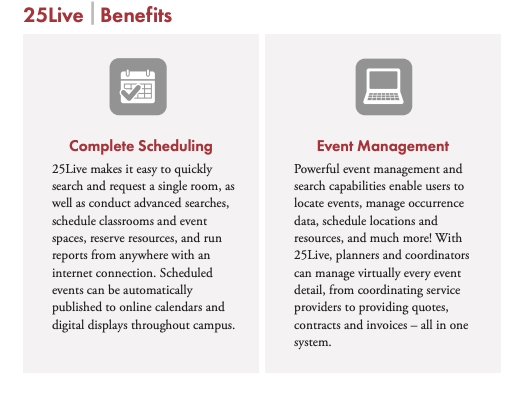 25Live | Benefits
Complete Scheduling
25Live makes it easy to quickly
search and request a single room, as
well as conduct advanced searches,
schedule classrooms and event
spaces, reserve resources, and run
reports from anywhere with an
internet connection. Scheduled
events can be automatically
published to online calendars and
digital displays throughout campus.
Event Management
Powerful event management and
search capabilities enable users to
locate events, manage occurrence
data, schedule locations and
resources, and much more! With
25Live, planners and coordinators
can manage virtually every event
detail, from coordinating service
providers to providing quotes,
contracts and invoices – all in one
system.